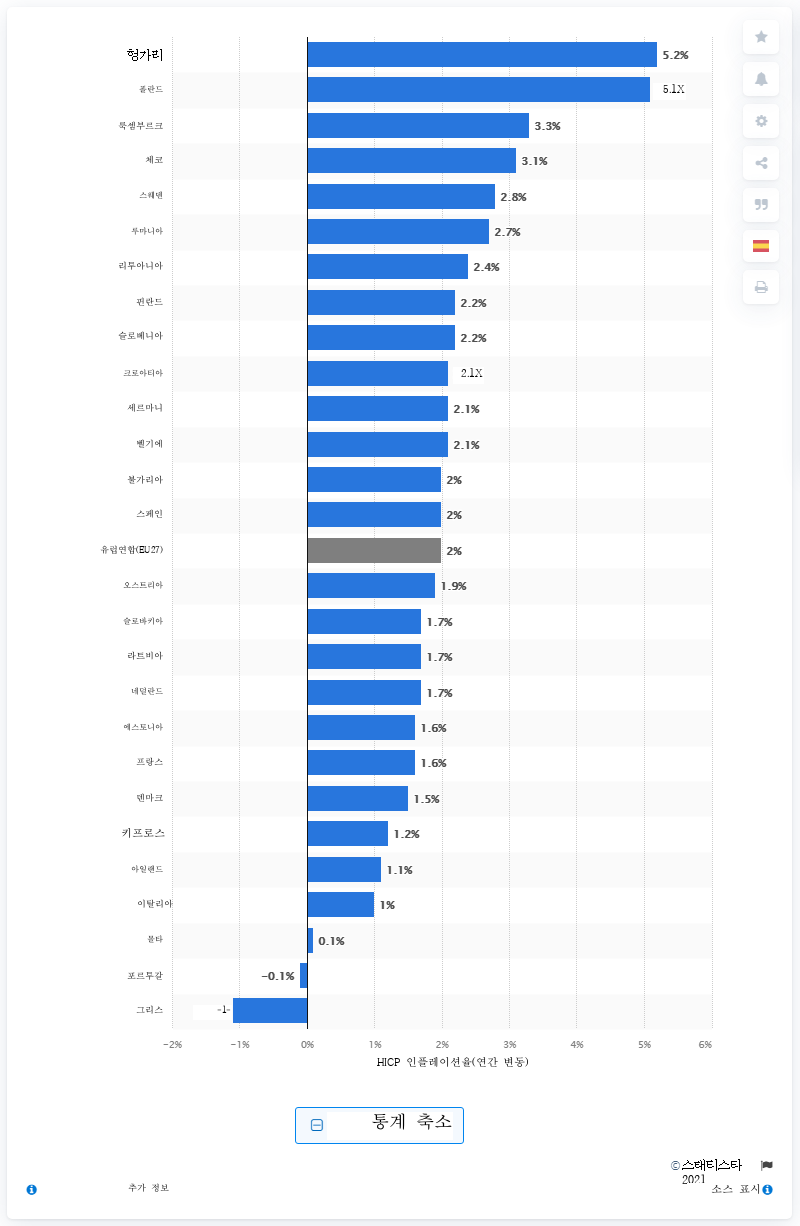 헝가리 5.2%
폴란드 5.1X
룩셈부르크 3.3%
체코 3.1%
스웨덴 2.8%
루마니아 2.7%
리투아니아 2.4%
핀란드 2.2%
슬로베니아 2.2%
크로아티아 2.1X
세르마니 2.1%
벨기에 2.1%
불가리아 2%
스페인 2%
유럽연합(EU27) 2%
오스트리아 1.9%
슬로바키아 1.7%
라트비아 1.7%
네덜란드 1.7%
에스토니아 1.6%
프랑스 1.6%
덴마크 1.5%
키프로스 1.2%
아일랜드 1.1%
이탈리아 1%
몰타 0.1%
포르투갈 -0.1%
그리스 -1-
-2% -1% 0% 1% 2% 3% 4% 5% 6%
HICP 인플레이션율(연간 변동)
통계 축소
©스태티스타
2021
추가 정보 소스 표시